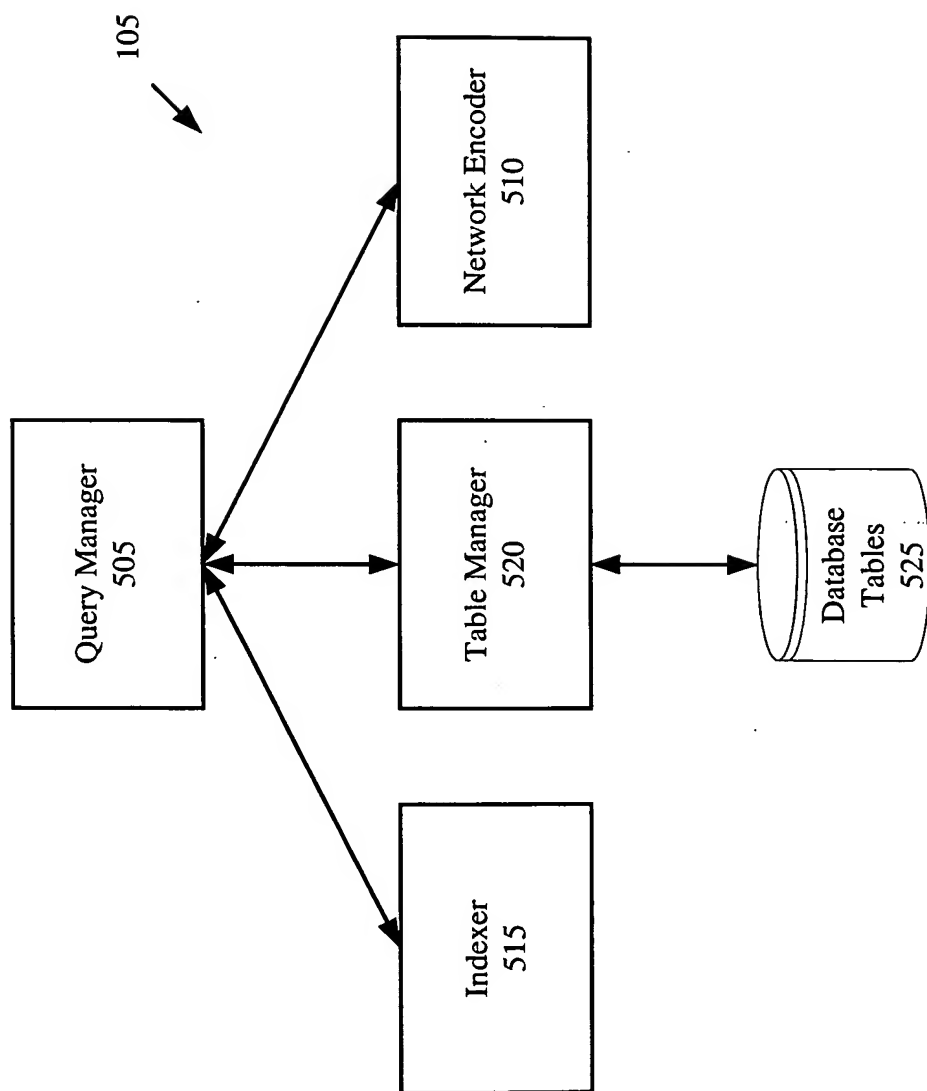 105
Query Manager
505
Network Encoder
510
Table Manager
520
Indexer
515
Database
Tables
525